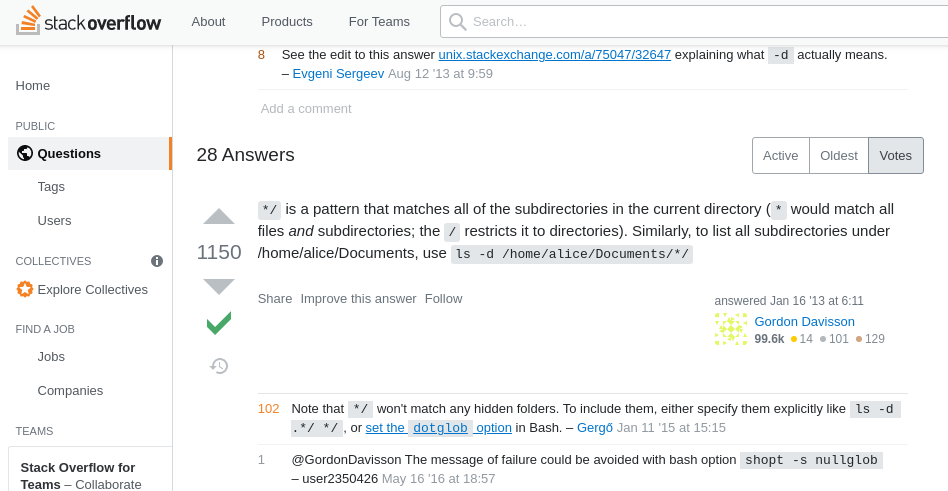 stackoverflow About Products For Teams Search…
8 See the edit to this answer unix.stackexchange.com/a/75047/32647 explaining what -d actually means.
– Evgeni Sergeev Aug 12 '13 at 9:59
Add a comment
Home
PUBLIC
Questions
Tags
Users
COLLECTIVES
Explore Collectives
FIND A JOB
Jobs
Companies
TEAMS
Stack Overflow for
Teams – Collaborate
28 Answers
Active Oldest Votes
1150
*/ is a pattern that matches all of the subdirectories in the current directory (* would match all
files and subdirectories; the / restricts it to directories). Similarly, to list all subdirectories under
/home/alice/Documents, use ls -d /home/alice/Documents/*/
Share Improve this answer Follow
answered Jan 16 '13 at 6:11
Gordon Davisson
99.6k 14 101 129
102 Note that */ won't match any hidden folders. To include them, either specify them explicitly like ls -d
.*/ */, or set the dotglob option in Bash. – Gergő Jan 11 '15 at 15:15
1 @GordonDavisson The message of failure could be avoided with bash option shopt -s nullglob
– user2350426 May 16 '16 at 18:57